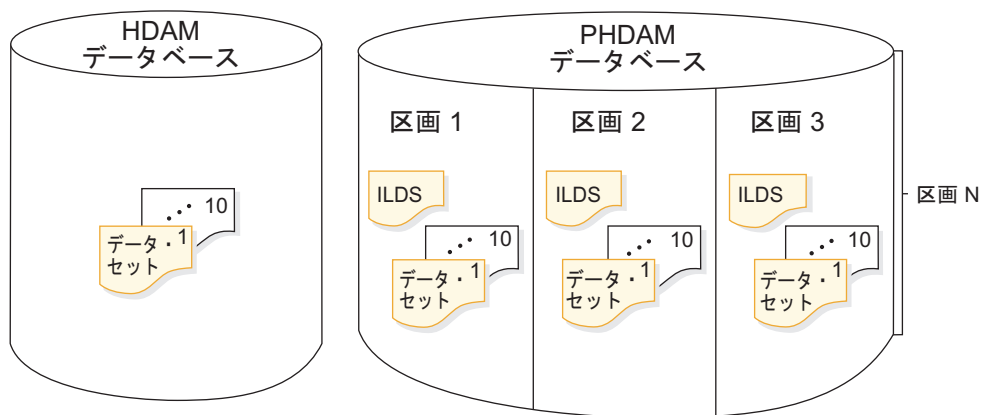 HDAM
データベース
10
データ・1
セット
PHDAM
データベース
区画 1
区画 2
区画 3
ILDS
ILDS
ILDS
10
データ・1
セット
10
データ・1
セット
10
データ・1
セット
区画 N